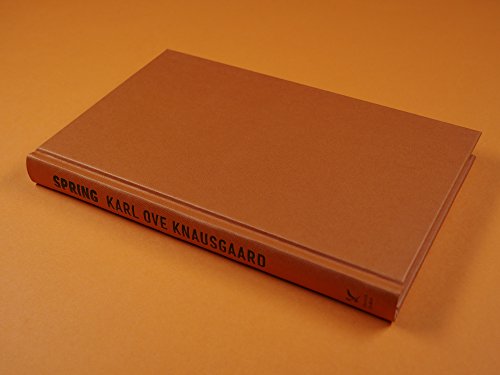 SPRING KARL OVE KNAUSGAARD